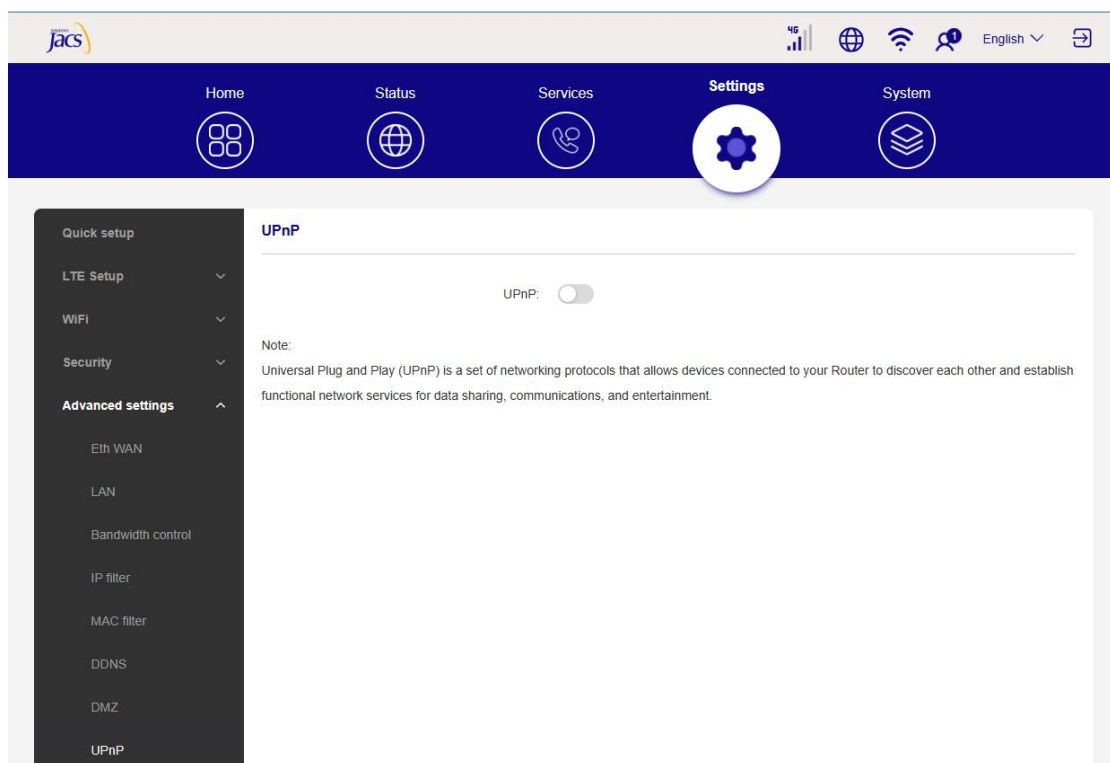 jacs
4G
1
English
Home
Status
Services
Settings
System
Quick setup
LTE Setup
WiFi
Security
Advanced settings
Eth WAN
LAN
Bandwidth control
IP filter
MAC filter
DDNS
DMZ
UPnP
UPnP
UPnP:
Note:
Universal Plug and Play (UPnP) is a set of networking protocols that allows devices connected to your Router to discover each other and establish
functional network services for data sharing, communications, and entertainment.